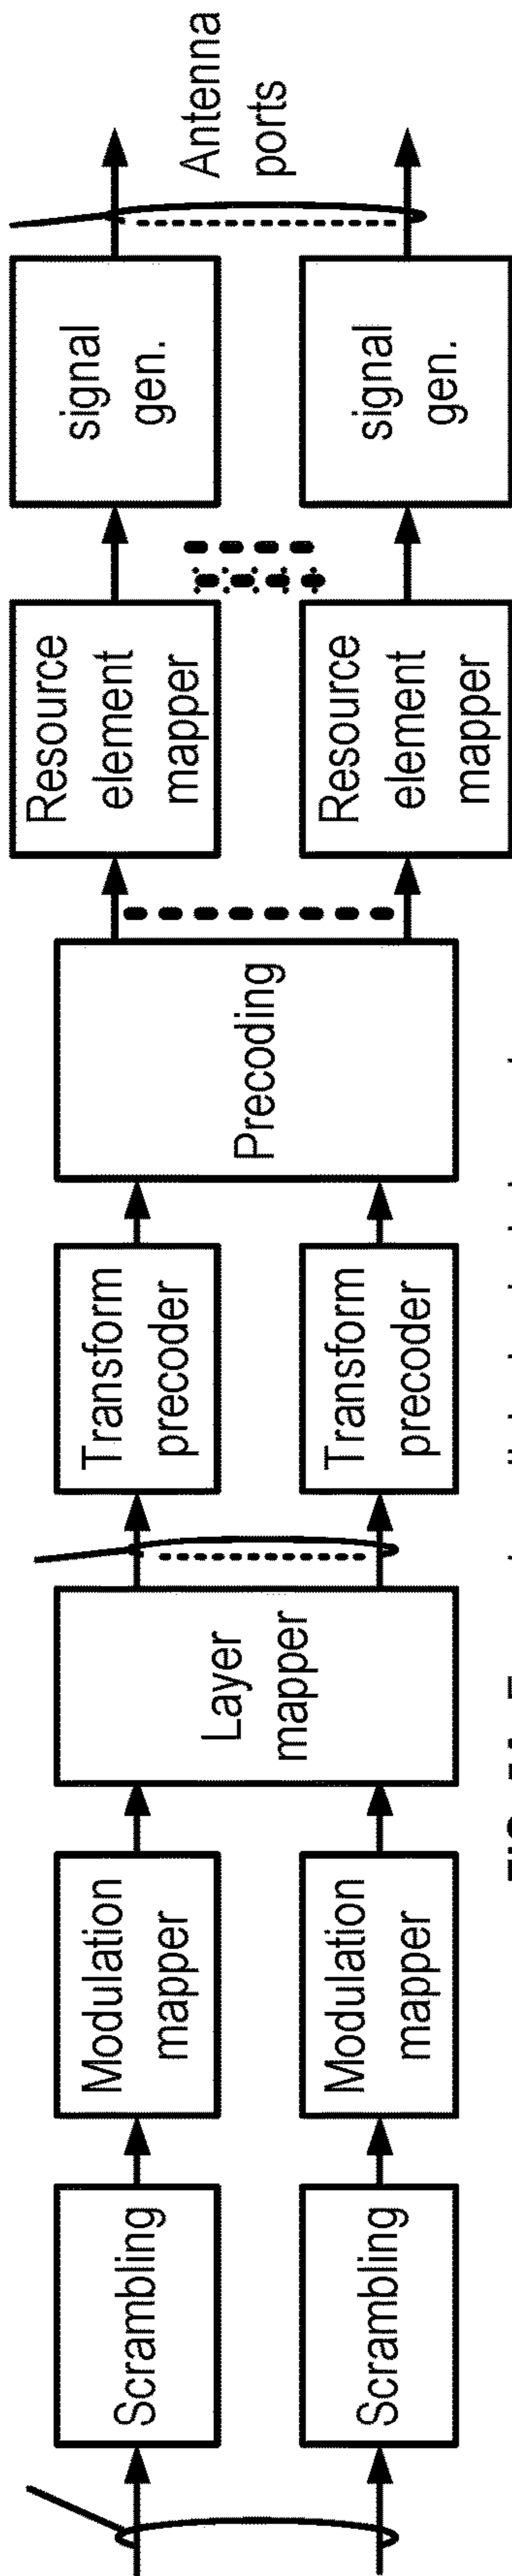 Scrambling
Scrambling
Modulation
mapper
Modulation
mapper
Layer
mapper
Transform
precoder
Transform
precoder
Precoding
Resource
element
mapper
Resource
element
mapper
signal
gen.
signal
gen.
Antenna
ports